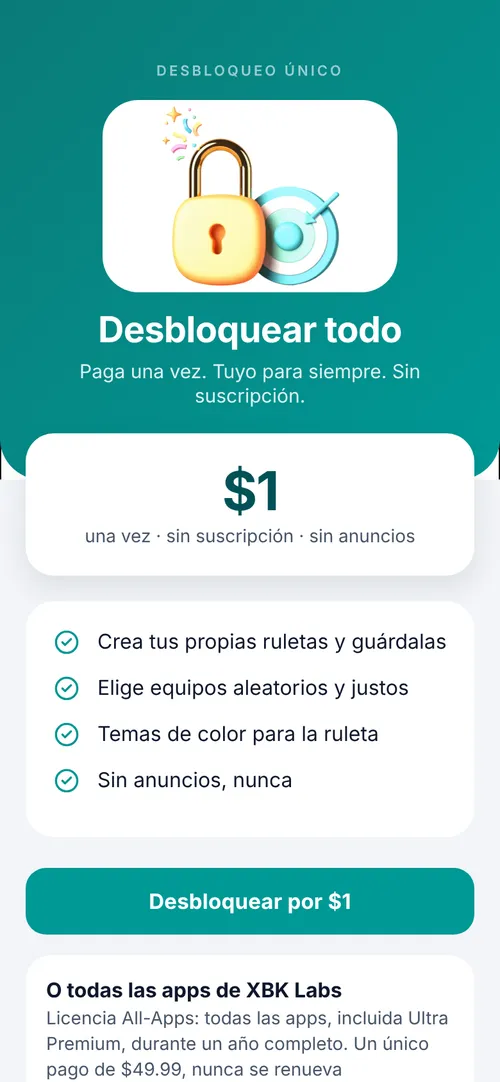 DESBLOQUEO ÚNICO
Desbloquear todo
Paga una vez. Tuyo para siempre. Sin
suscripción.
$1
una vez · sin suscripción · sin anuncios
Crea tus propias ruletas y guárdalas
Elige equipos aleatorios y justos
Temas de color para la ruleta
Sin anuncios, nunca
Desbloquear por $1
O todas las apps de XBK Labs
Licencia All-Apps: todas las apps, incluida Ultra
Premium, durante un año completo. Un único
pago de $49.99, nunca se renueva